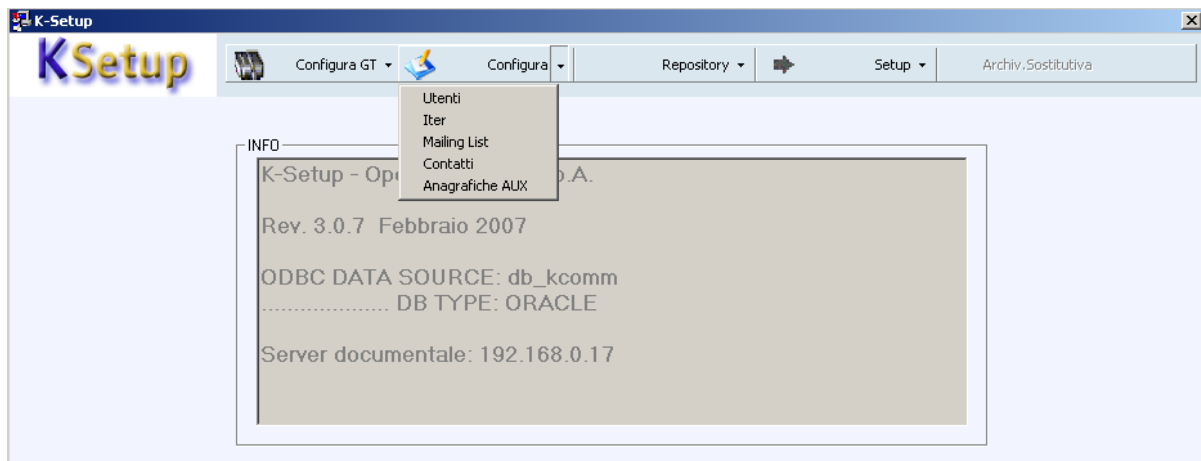 K-Setup
KSetup
Configura GT
Configura
Repository
Setup
Archiv.Sostitutiva
Utenti
Iter
Mailing List
Contatti
Anagrafiche AUX
INFO
K-Setup - Op .A.
Rev. 3.0.7 Febbraio 2007
ODBC DATA SOURCE: db_kcomm
................... DB TYPE: ORACLE
Server documentale: 192.168.0.17